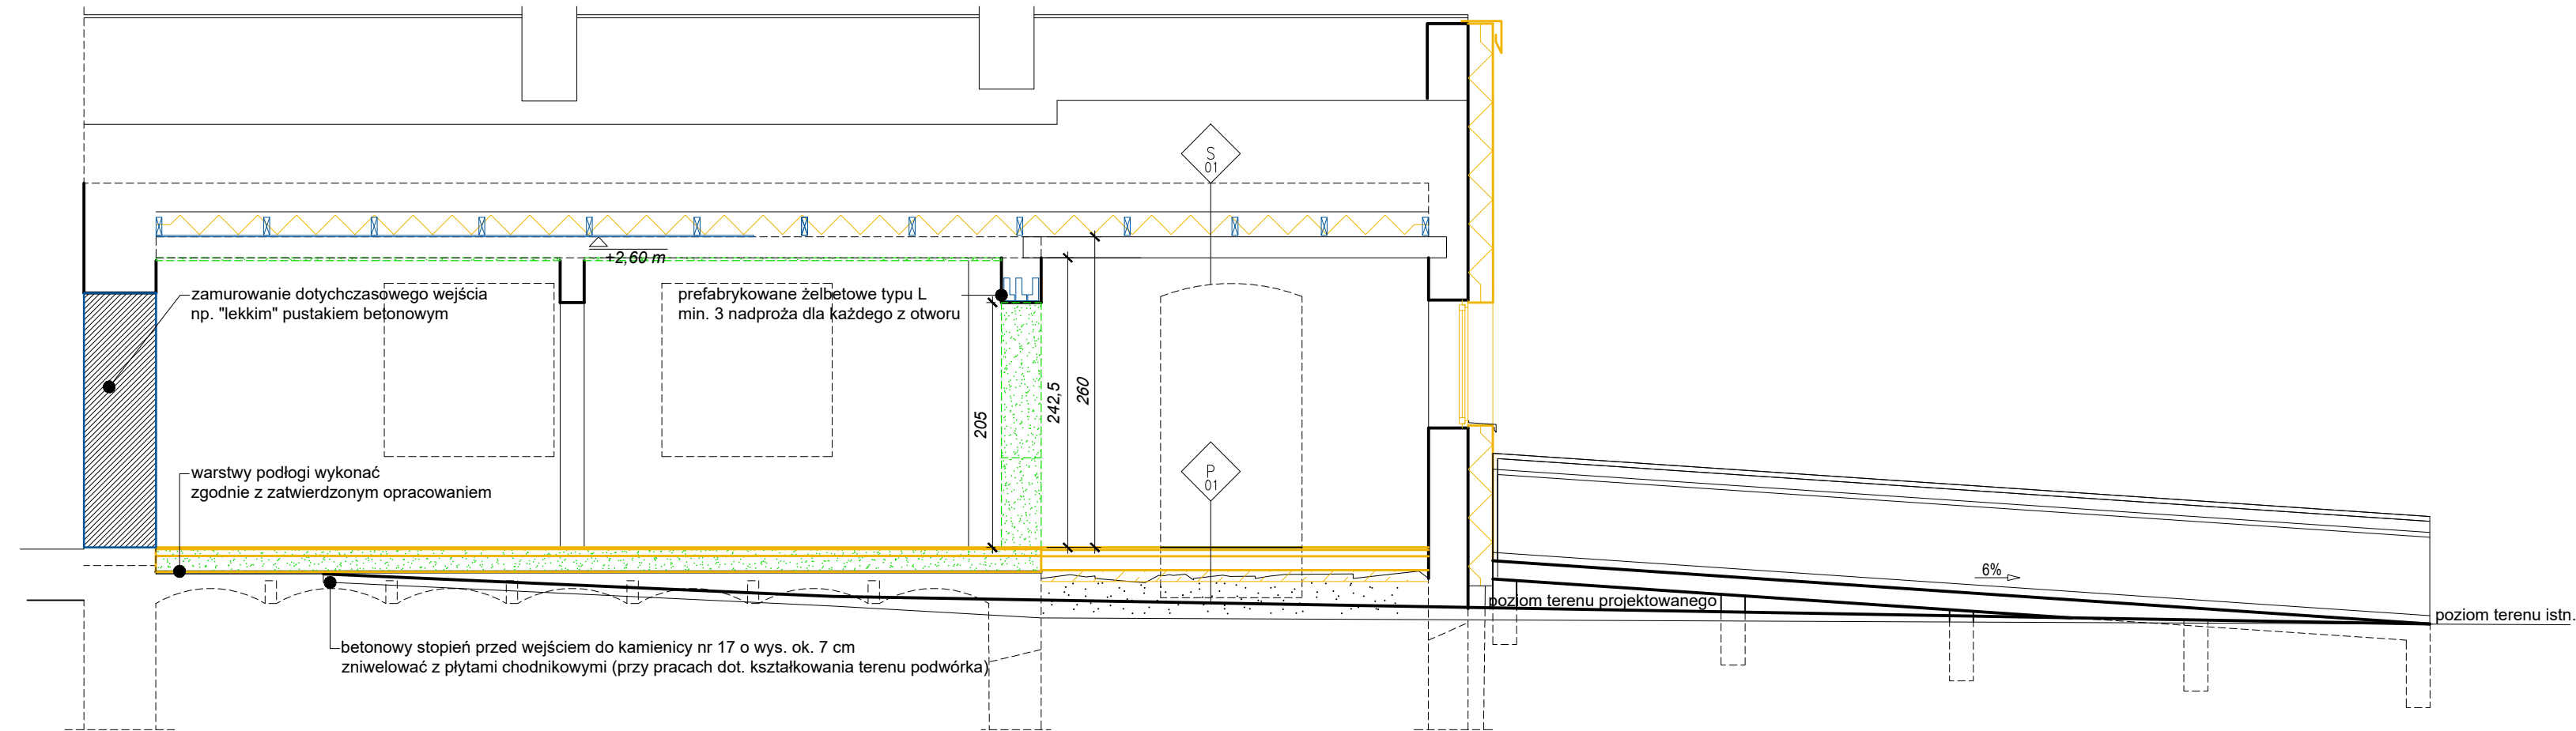 S
01
+2,60 m
zamurowanie dotychczasowego wejścia
np. "lekkim" pustakiem betonowym
prefabrykowane żelbetowe typu L
min. 3 nadproża dla każdego z otworu
205
242,5
260
P
01
warstwy podłogi wykonać
zgodnie z zatwierdzonym opracowaniem
6%
poziom terenu projektowanego
poziom terenu istn.
betonowy stopień przed wejściem do kamienicy nr 17 o wys. ok. 7 cm
zniwelować z płytami chodnikowymi (przy pracach dot. kształkowania terenu podwórka)